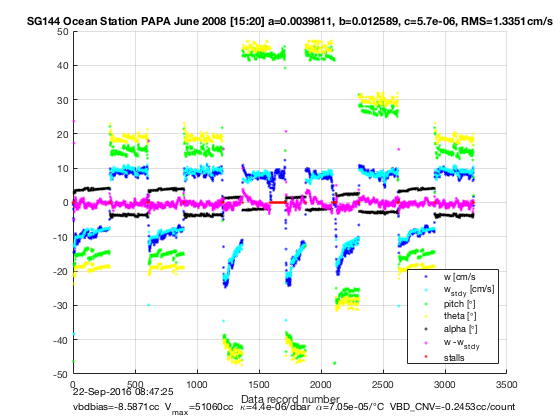 SG144 Ocean Station PAPA June 2008 [15:20] a=0.0039811, b=0.012589, c=5.7e-06, RMS=1.3351cm/s
50
40
30
20
10
0
-10
-20
-30
-40
-50
0 500 1000 1500 2000 2500 3000 3500
w [cm/s
w_stdy [cm/s]
pitch [°]
theta [°]
alpha [°]
w -w_stdy
stalls
Data record number
22-Sep-2016 08:47:25
vbdbias=-8.5871cc V_max=51060cc κ=4.4e-06/dbar α=7.05e-05/°C VBD_CNV=-0.2453cc/count